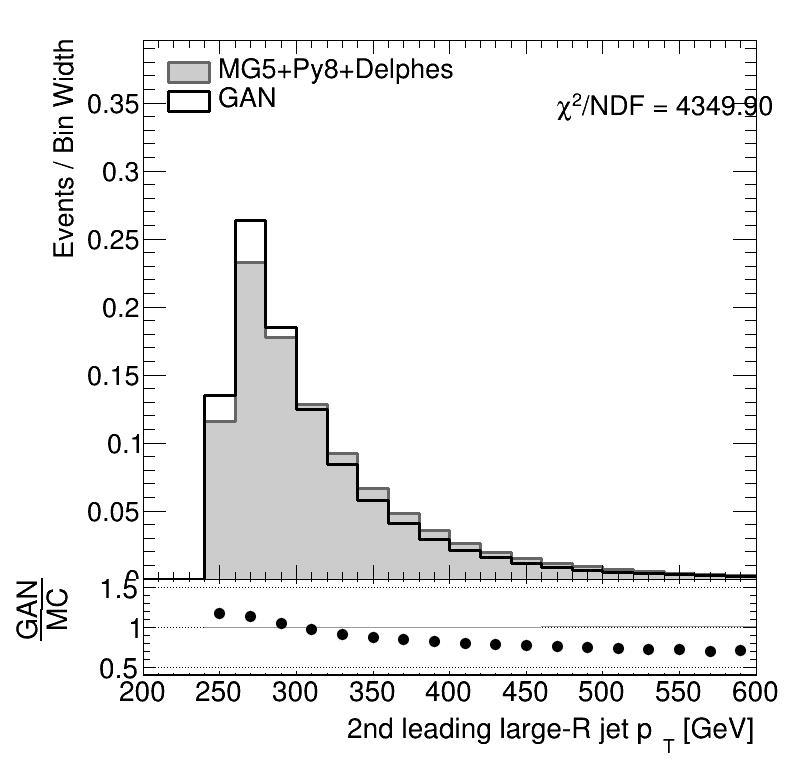 MG5+Py8+Delphes
GAN
χ²/NDF = 4349.90
Events / Bin Width
0.35
0.3
0.25
0.2
0.15
0.1
0.05
0
GAN
MC
1.5
1
0.5
200 250 300 350 400 450 500 550 600
2nd leading large-R jet p_T [GeV]